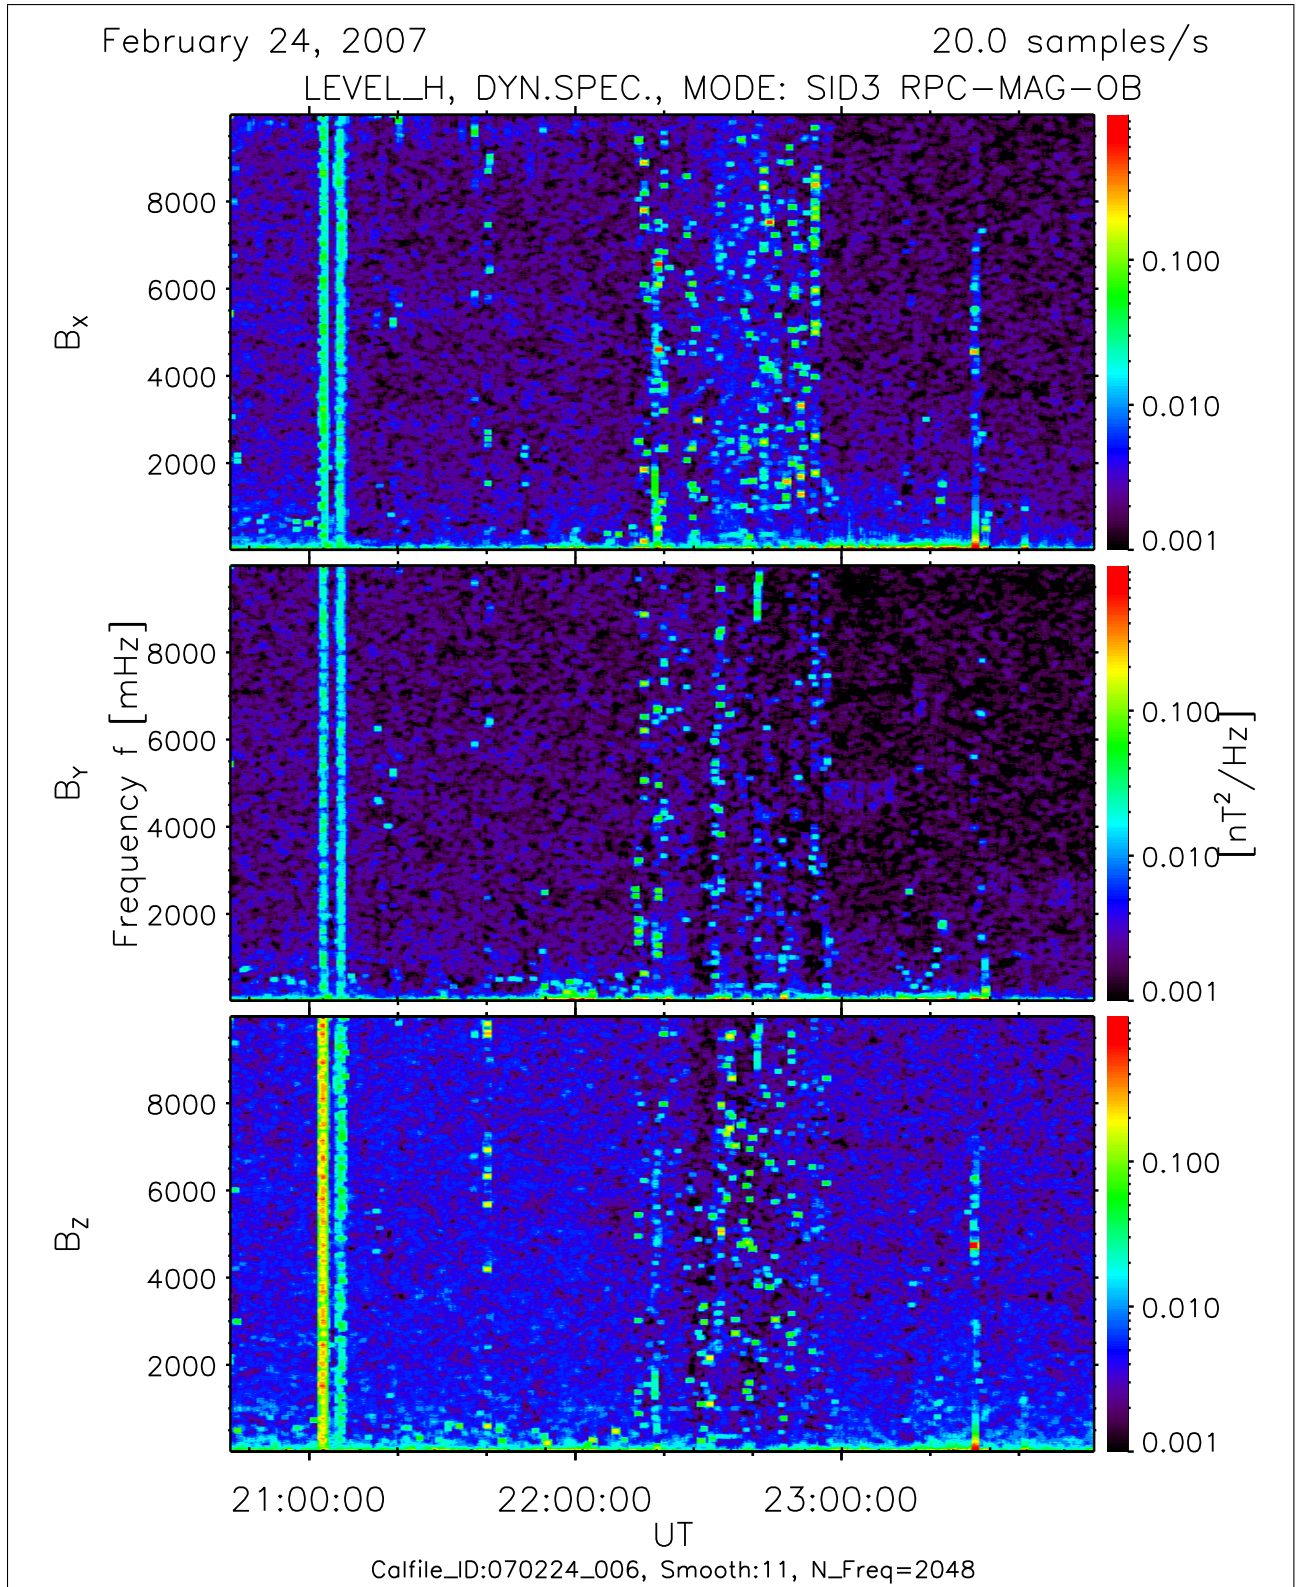 February 24, 2007
20.0 samples/s
LEVEL_H, DYN.SPEC., MODE: SID3 RPC-MAG-OB
8000
6000
4000
2000
BX
0.100
0.010
0.001
8000
6000
4000
2000
BY
Frequency f [mHz]
0.100
0.010
0.001
[nT²/Hz]
8000
6000
4000
2000
BZ
0.100
0.010
0.001
21:00:00
22:00:00
23:00:00
UT
Calfile_ID:070224_006, Smooth:11, N_Freq=2048